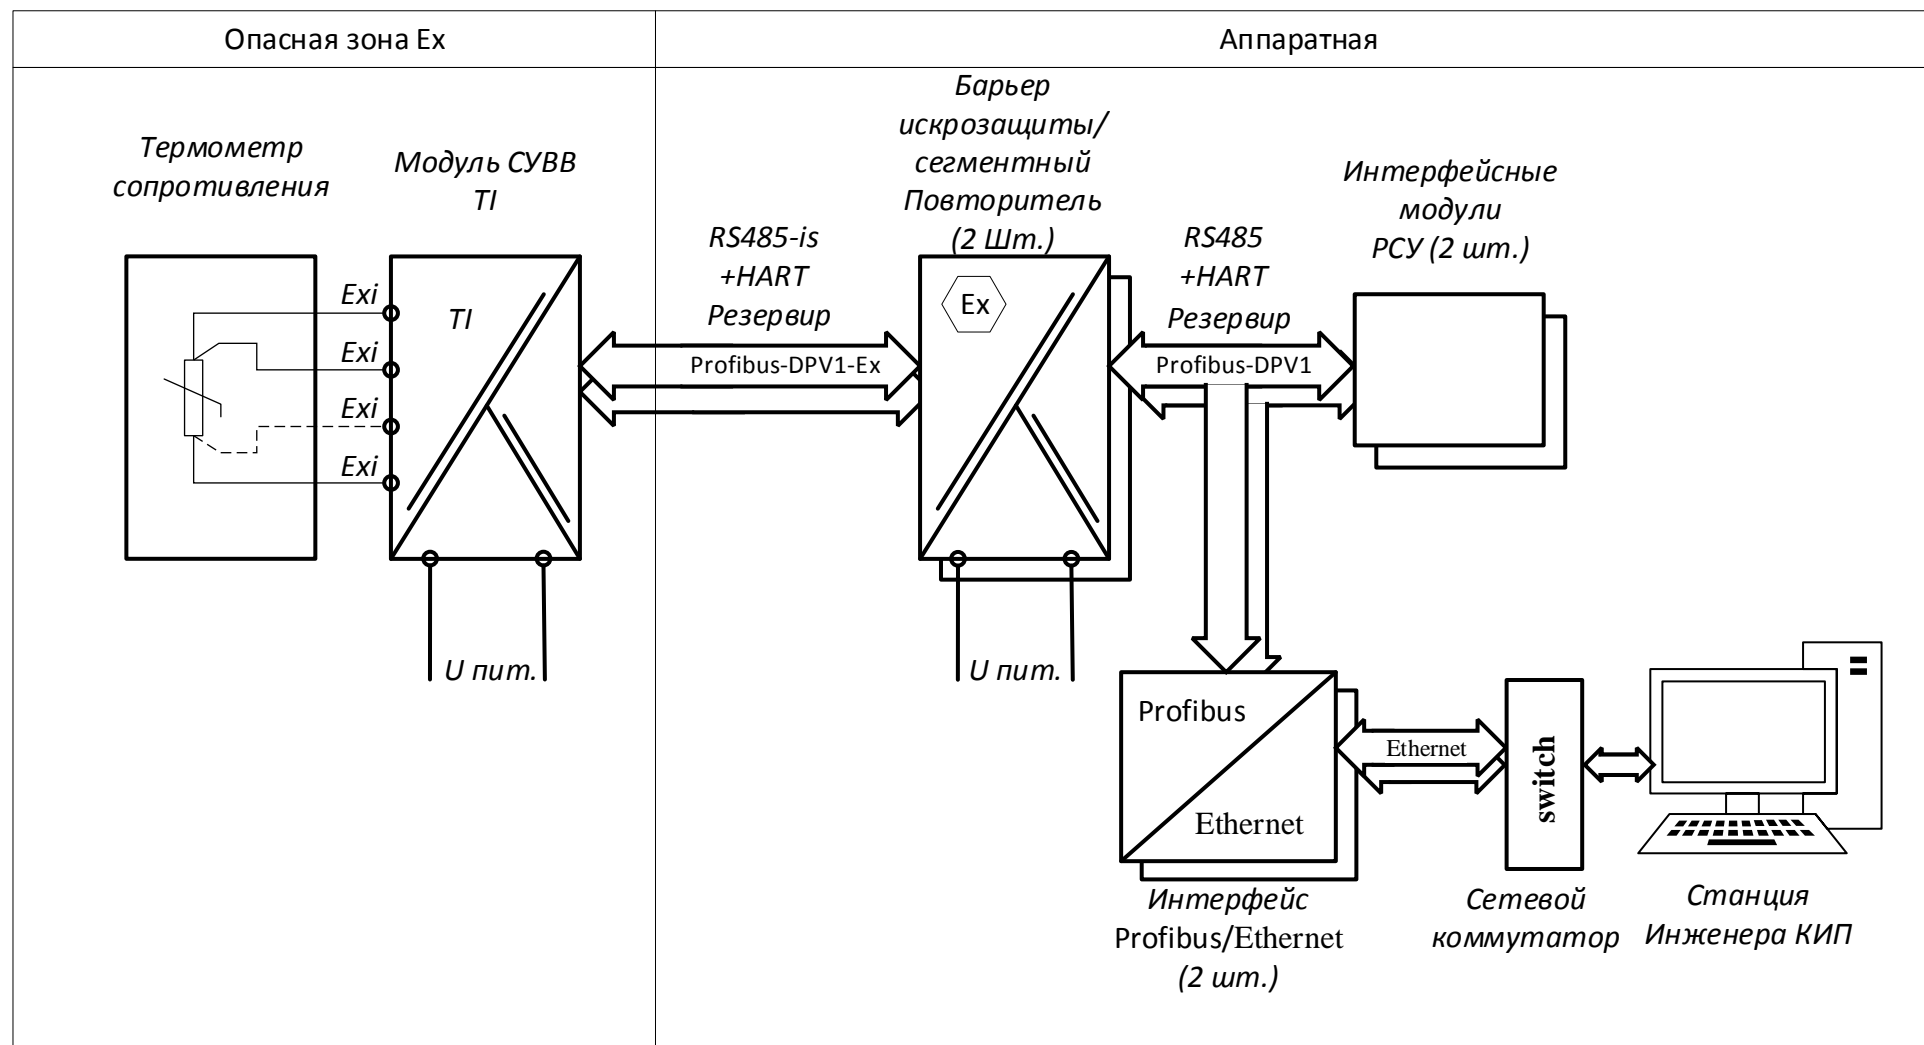 Опасная зона Ex
Аппаратная
Термометр
сопротивления
Модуль СУВВ
TI
Барьер
искрозащиты/
сегментный
Повторитель
(2 Шт.)
Интерфейсные
модули
РСУ (2 шт.)
RS485-is
+HART
Резервир
RS485
+HART
Резервир
Exi
Exi
Exi
Exi
TI
Ex
Profibus-DPV1-Ex
Profibus-DPV1
U пит.
U пит.
Profibus
Ethernet
Ethernet
switch
Интерфейс
Profibus/Ethernet
(2 шт.)
Сетевой
коммутатор
Станция
Инженера КИП